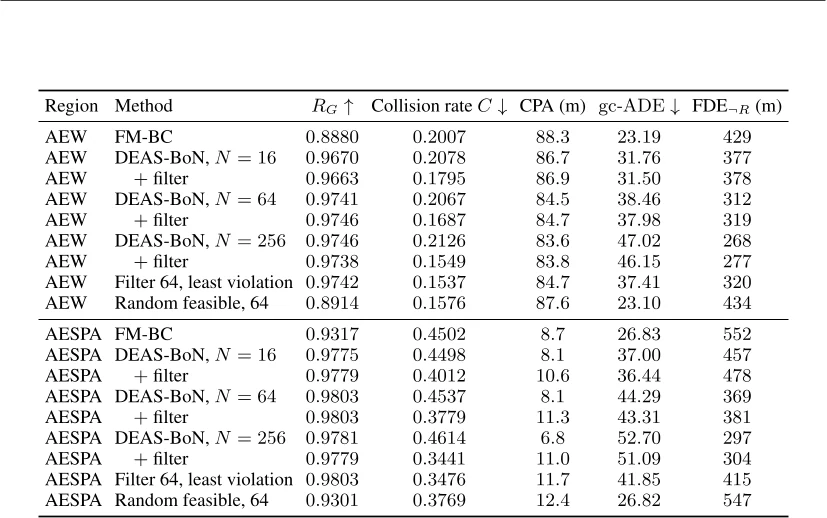 Region Method R_G ↑ Collision rate C ↓ CPA (m) gc-ADE ↓ FDE¬R (m)
AEW FM-BC 0.8880 0.2007 88.3 23.19 429
AEW DEAS-BoN, N = 16 0.9670 0.2078 86.7 31.76 377
AEW + filter 0.9663 0.1795 86.9 31.50 378
AEW DEAS-BoN, N = 64 0.9741 0.2067 84.5 38.46 312
AEW + filter 0.9746 0.1687 84.7 37.98 319
AEW DEAS-BoN, N = 256 0.9746 0.2126 83.6 47.02 268
AEW + filter 0.9738 0.1549 83.8 46.15 277
AEW Filter 64, least violation 0.9742 0.1537 84.7 37.41 320
AEW Random feasible, 64 0.8914 0.1576 87.6 23.10 434
AESPA FM-BC 0.9317 0.4502 8.7 26.83 552
AESPA DEAS-BoN, N = 16 0.9775 0.4498 8.1 37.00 457
AESPA + filter 0.9779 0.4012 10.6 36.44 478
AESPA DEAS-BoN, N = 64 0.9803 0.4537 8.1 44.29 369
AESPA + filter 0.9803 0.3779 11.3 43.31 381
AESPA DEAS-BoN, N = 256 0.9781 0.4614 6.8 52.70 297
AESPA + filter 0.9779 0.3441 11.0 51.09 304
AESPA Filter 64, least violation 0.9803 0.3476 11.7 41.85 415
AESPA Random feasible, 64 0.9301 0.3769 12.4 26.82 547